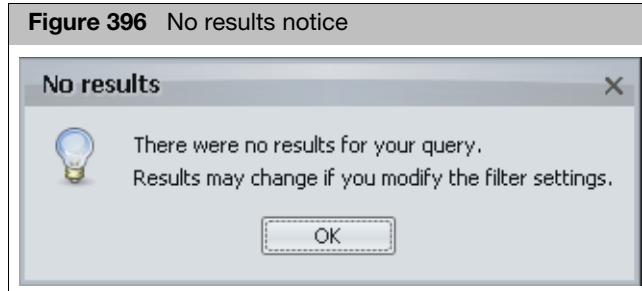 Figure 396 No results notice
No results
There were no results for your query.
Results may change if you modify the filter settings.
OK